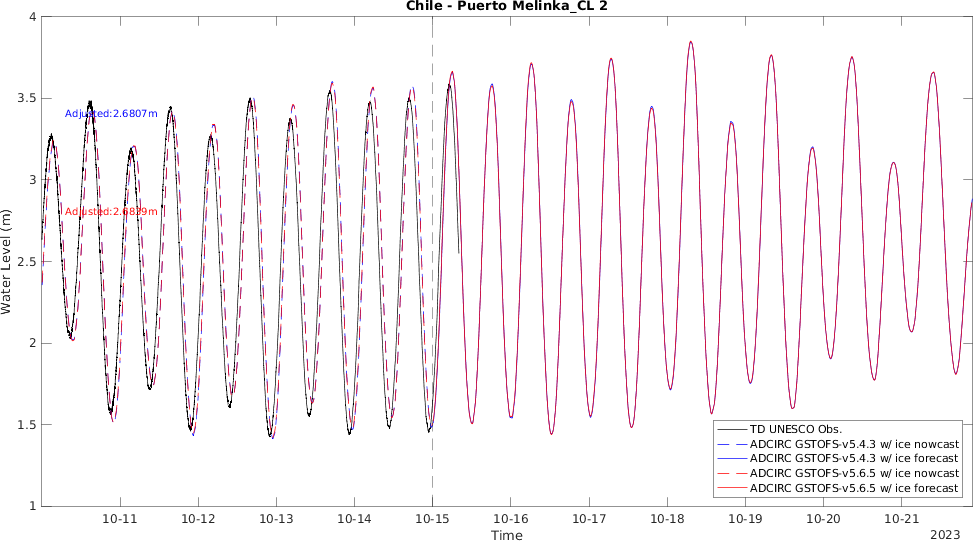 Chile - Puerto Melinka_CL 2
Water Level (m)
4
3.5
3
2.5
2
1.5
1
Adjusted:2.6807m
Adjusted:2.6839m
10-11
10-12
10-13
10-14
10-15
10-16
10-17
10-18
10-19
10-20
10-21
Time
2023
TD UNESCO Obs.
ADCIRC GSTOFS-v5.4.3 w/ ice nowcast
ADCIRC GSTOFS-v5.4.3 w/ ice forecast
ADCIRC GSTOFS-v5.6.5 w/ ice nowcast
ADCIRC GSTOFS-v5.6.5 w/ ice forecast